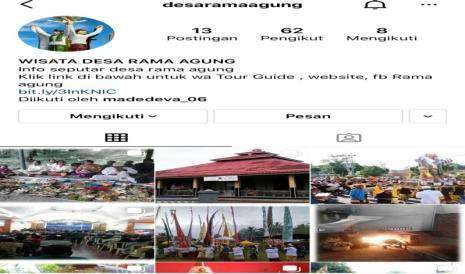 desaramaagung
13 62 8
Postingan Pengikut Mengikuti
WISATA DESA RAMA AGUNG
Info seputar desa rama agung
Klik link di bawah untuk wa Tour Guide , website, fb Rama
agung
bit.ly/3InKNIC
Diikuti oleh madedeva_06
Mengikuti Pesan